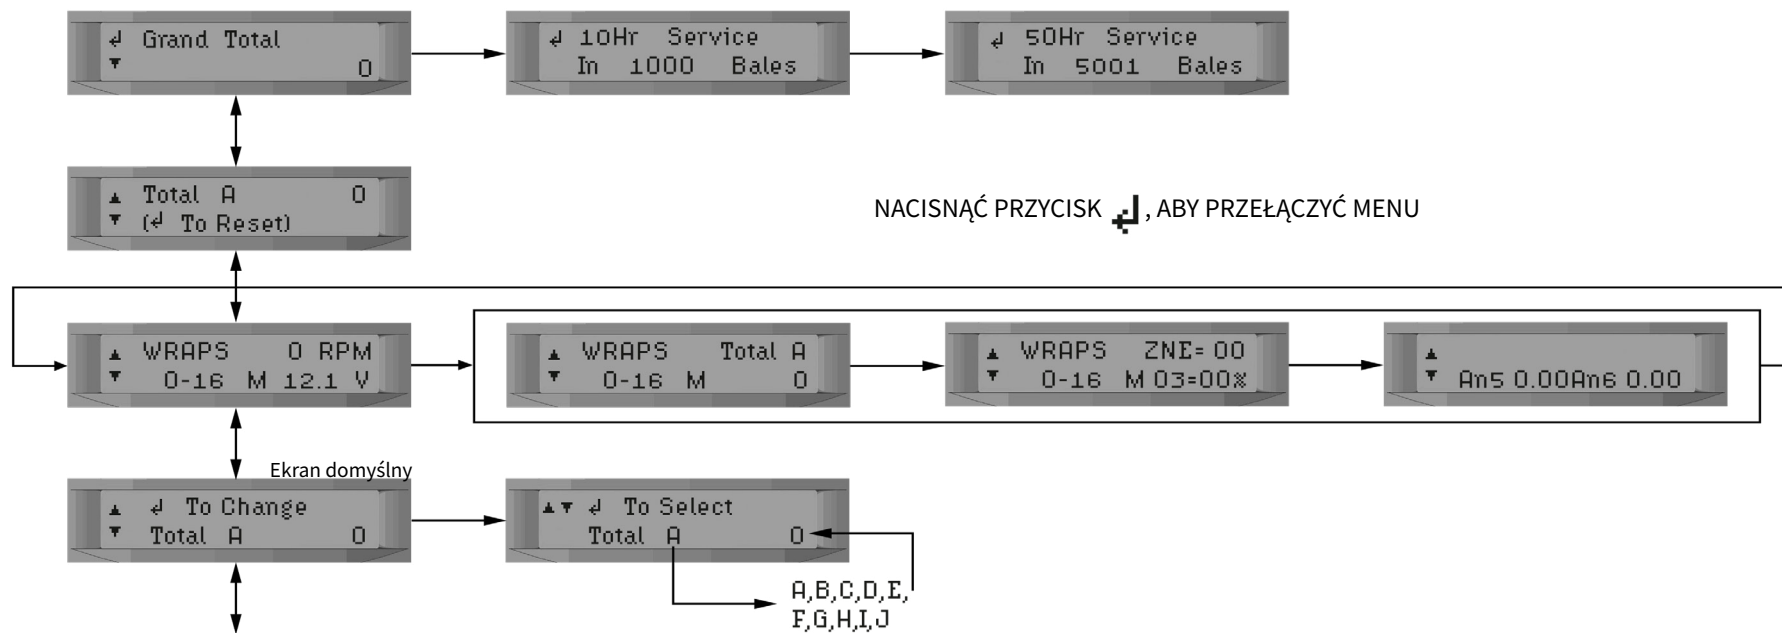 ↲ Grand Total
▼ 0
↲ 10Hr Service
In 1000 Bales
↲ 50Hr Service
In 5001 Bales
▲ Total A 0
▼ (↲ To Reset)
NACISNĄĆ PRZYCISK ↲, ABY PRZEŁĄCZYĆ MENU
▲ WRAPS 0 RPM
▼ 0-16 M 12.1 V
▲ WRAPS Total A
▼ 0-16 M 0
▲ WRAPS ZNE= 00
▼ 0-16 M 03=00%
▲
▼ An5 0.00An6 0.00
Ekran domyślny
▲ ↲ To Change
▼ Total A 0
▲▼ ↲ To Select
Total A 0
A,B,C,D,E,
F,G,H,I,J